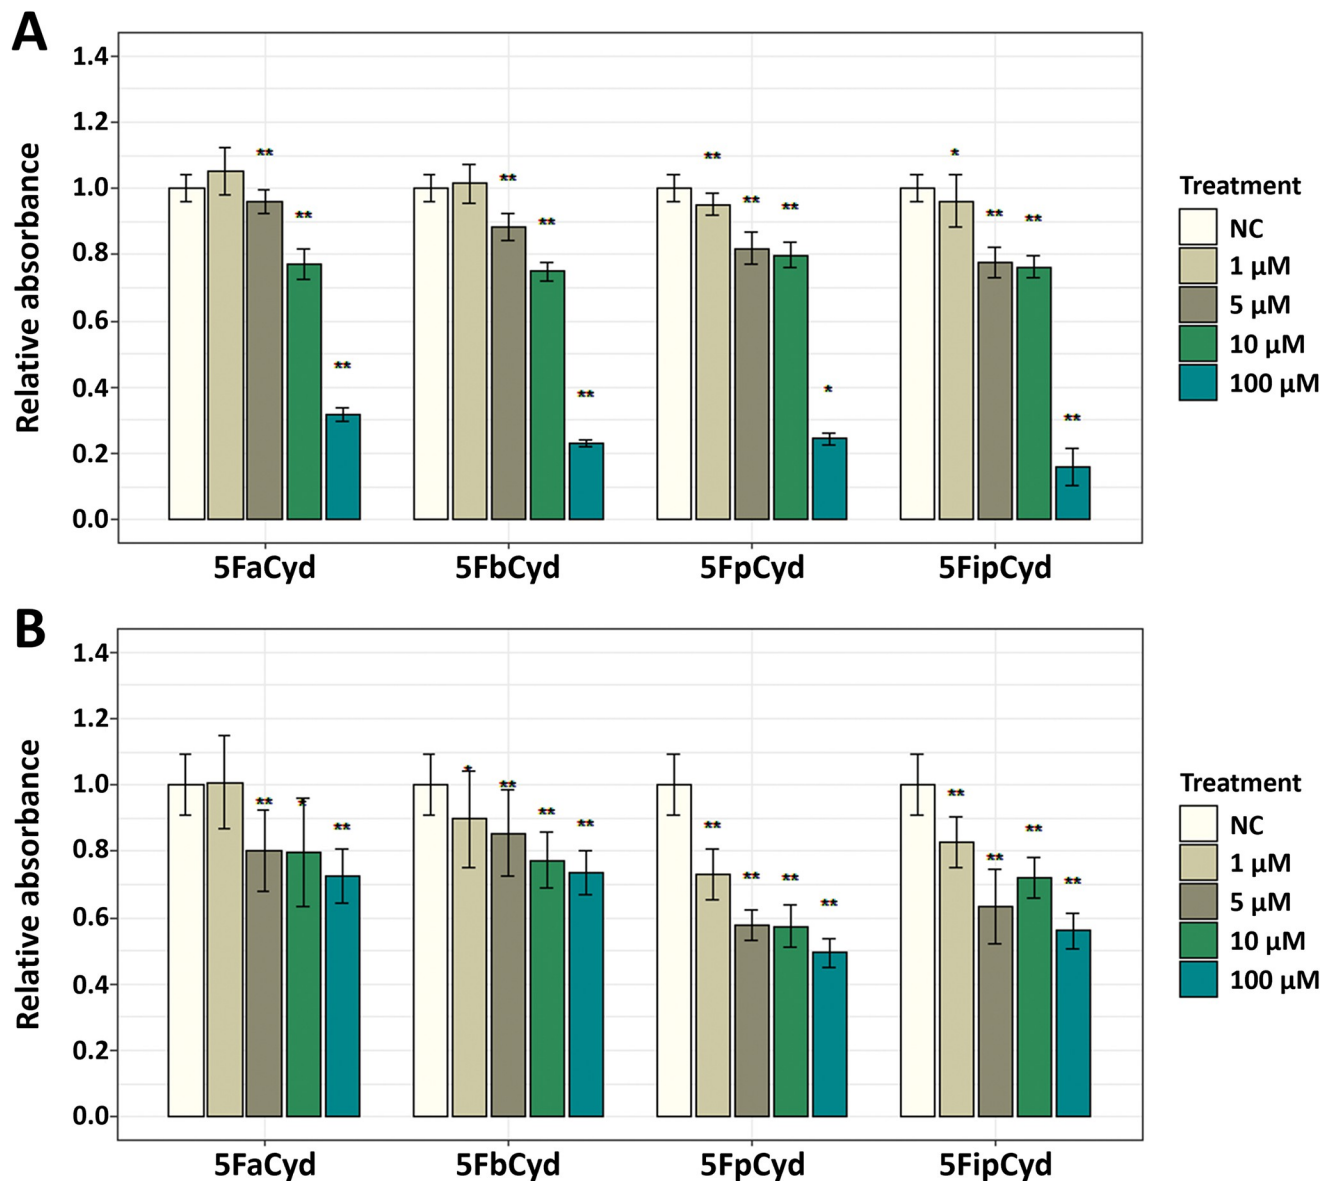 A
Relative absorbance
1.4
1.2
1.0
0.8
0.6
0.4
0.2
0.0
** ** **
** ** **
** ** ** *
* ** ** **
5FaCyd 5FbCyd 5FpCyd 5FipCyd
Treatment
NC
1 µM
5 µM
10 µM
100 µM
B
Relative absorbance
1.4
1.2
1.0
0.8
0.6
0.4
0.2
0.0
** * **
* ** ** **
** ** ** **
** ** ** **
5FaCyd 5FbCyd 5FpCyd 5FipCyd
Treatment
NC
1 µM
5 µM
10 µM
100 µM